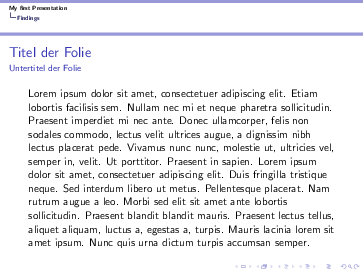 My first Presentation
Findings
Titel der Folie
Untertitel der Folie
Lorem ipsum dolor sit amet, consectetuer adipiscing elit. Etiam
lobortis facilisis sem. Nullam nec mi et neque pharetra sollicitudin.
Praesent imperdiet mi nec ante. Donec ullamcorper, felis non
sodales commodo, lectus velit ultrices augue, a dignissim nibh
lectus placerat pede. Vivamus nunc nunc, molestie ut, ultricies vel,
semper in, velit. Ut porttitor. Praesent in sapien. Lorem ipsum
dolor sit amet, consectetuer adipiscing elit. Duis fringilla tristique
neque. Sed interdum libero ut metus. Pellentesque placerat. Nam
rutrum augue a leo. Morbi sed elit sit amet ante lobortis
sollicitudin. Praesent blandit blandit mauris. Praesent lectus tellus,
aliquet aliquam, luctus a, egestas a, turpis. Mauris lacinia lorem sit
amet ipsum. Nunc quis urna dictum turpis accumsan semper.